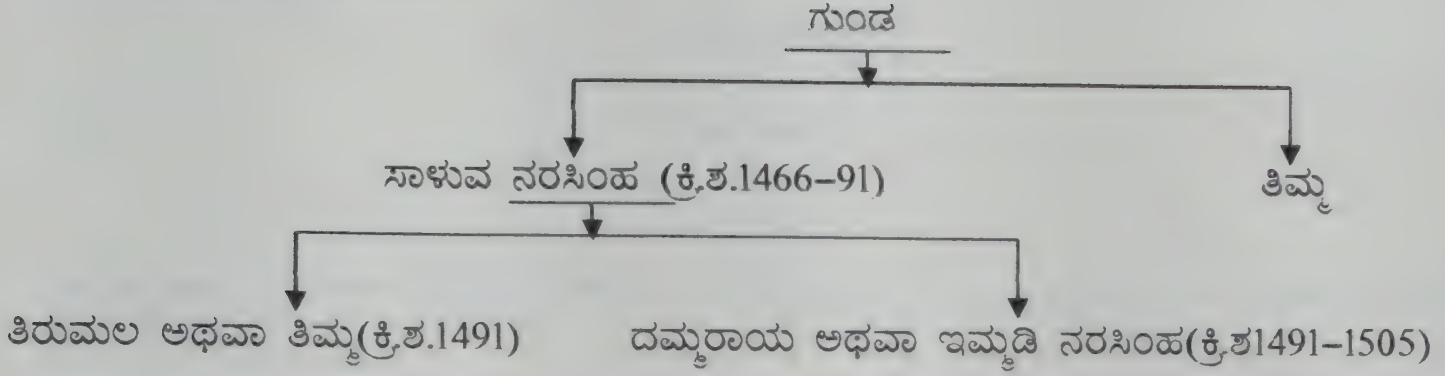 ಗುಂಡ
ಸಾಳುವ ನರಸಿಂಹ (ಕ್ರಿ.ಶ.1466–91) ತಿಮ್ಮ
ತಿರುಮಲ ಅಥವಾ ತಿಮ್ಮ(ಕ್ರಿ.ಶ.1491) ದಮ್ಮರಾಯ ಅಥವಾ ಇಮ್ಮಡಿ ನರಸಿಂಹ(ಕ್ರಿ.ಶ1491–1505)